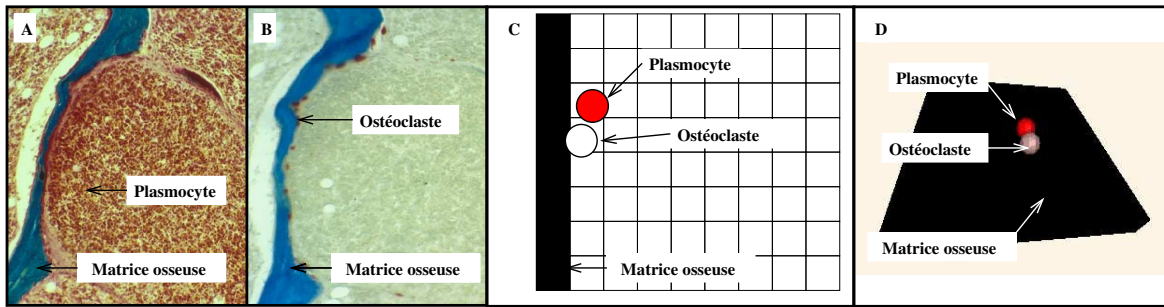 A
Plasmocyte
Matrice osseuse
B
Ostéoclaste
Matrice osseuse
C
Plasmocyte
Ostéoclaste
Matrice osseuse
D
Plasmocyte
Ostéoclaste
Matrice osseuse